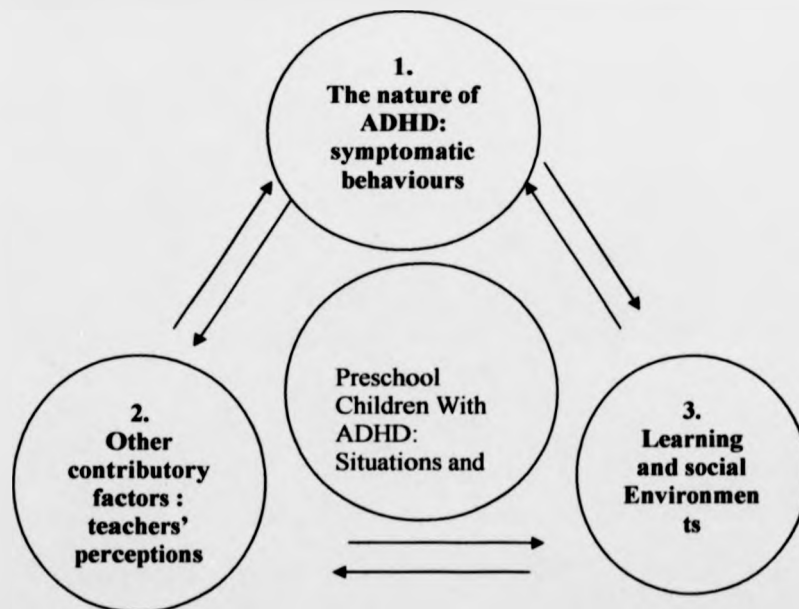 1.
The nature of
ADHD:
symptomatic
behaviours
Preschool
Children With
ADHD:
Situations and
2.
Other
contributory
factors :
teachers'
perceptions
3.
Learning
and social
Environmen
ts